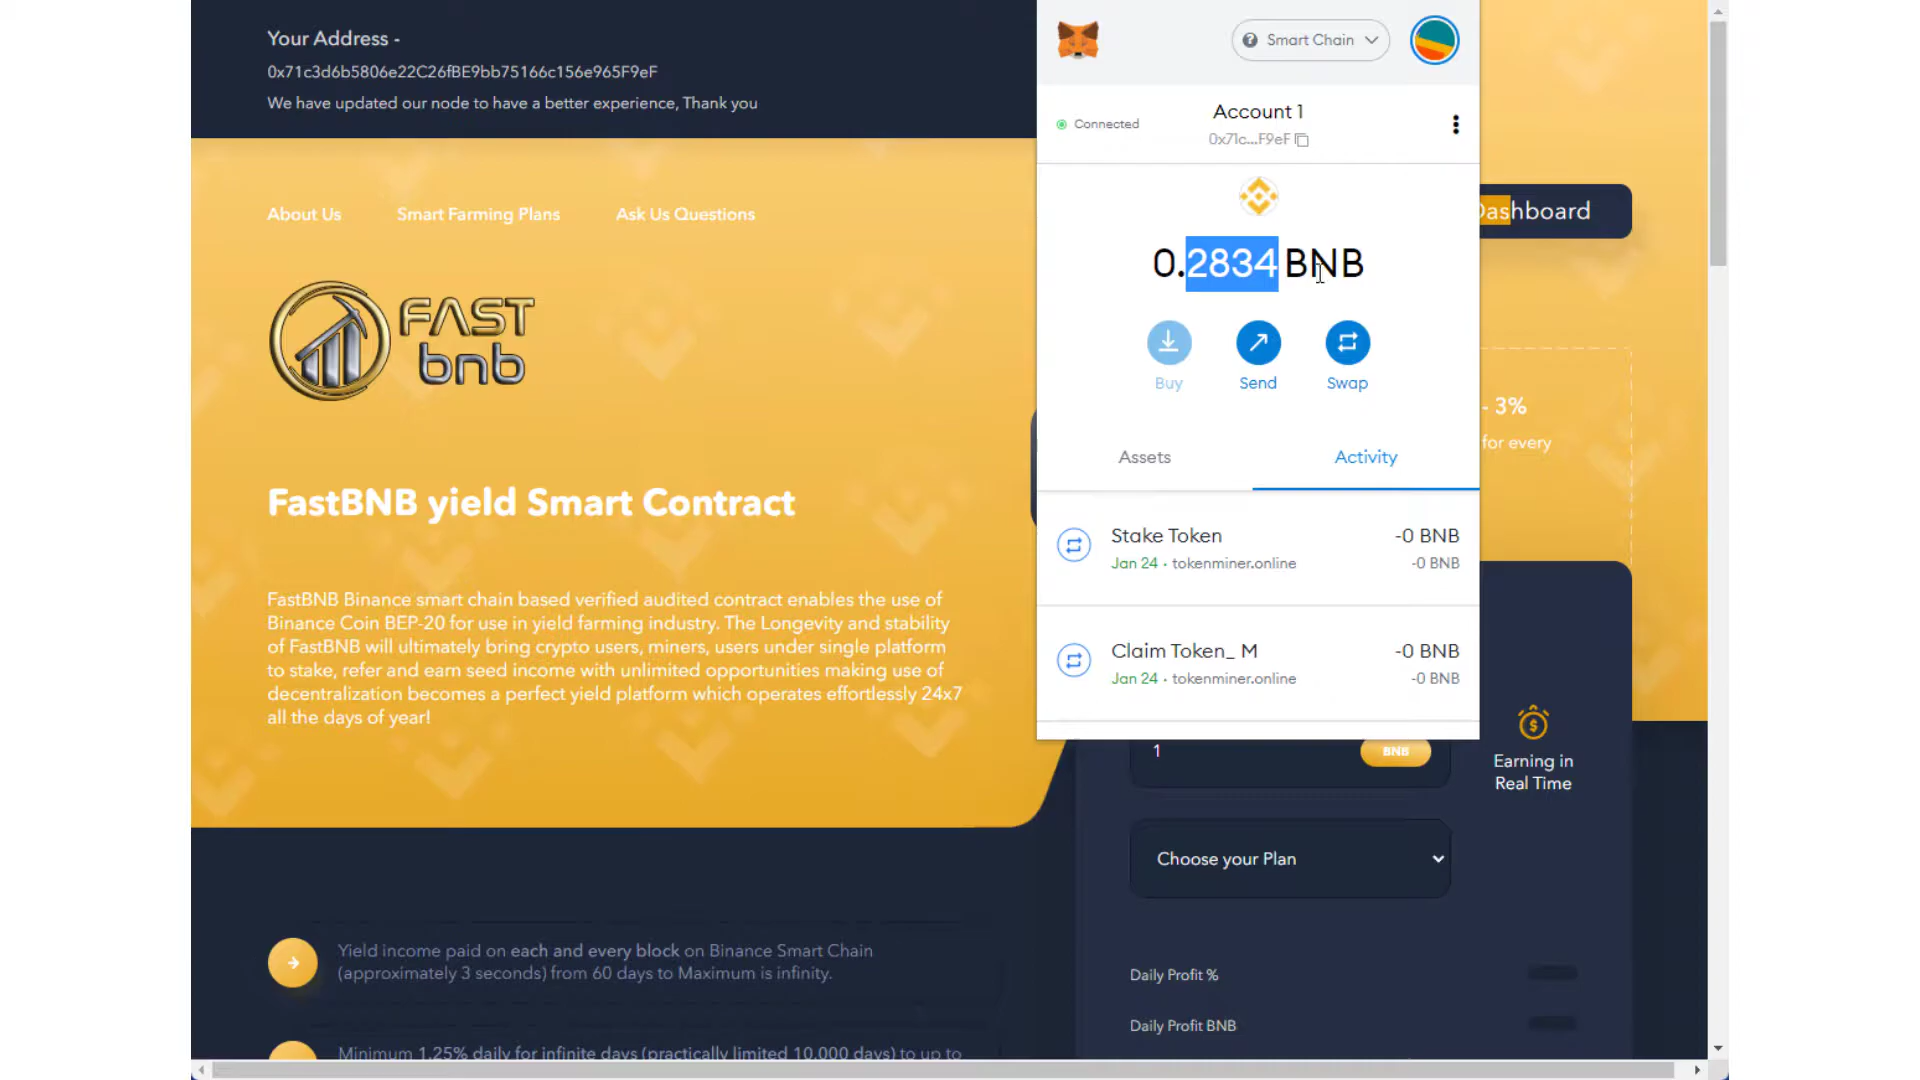 Your Address -
0x71c3d6b5806e22C26fBE9bb75166c156e965F9eF
We have updated our node to have a better experience, Thank you
About Us
Smart Farming Plans
Ask Us Questions
FAST
bnb
FastBNB yield Smart Contract
FastBNB Binance smart chain based verified audited contract enables the use of
Binance Coin BEP-20 for use in yield farming industry. The Longevity and stability
of FastBNB will ultimately bring crypto users, miners, users under single platform
to stake, refer and earn seed income with unlimited opportunities making use of
decentralization becomes a perfect yield platform which operates effortlessly 24x7
all the days of year!
Yield income paid on each and every block on Binance Smart Chain
(approximately 3 seconds) from 60 days to Maximum is infinity.
Minimum 1.25% daily for infinite days (practically limited 10,000 days) to up to
Smart Chain
Connected
Account 1
0x71c...F9eF
0.2834 BNB
Buy
Send
Swap
Assets
Activity
Stake Token
-0 BNB
Jan 24 · tokenminer.online
-0 BNB
Claim Token_ M
-0 BNB
Jan 24 · tokenminer.online
-0 BNB
Dashboard
- 3%
for every
1
BNB
Earning in
Real Time
Choose your Plan
Daily Profit %
Daily Profit BNB